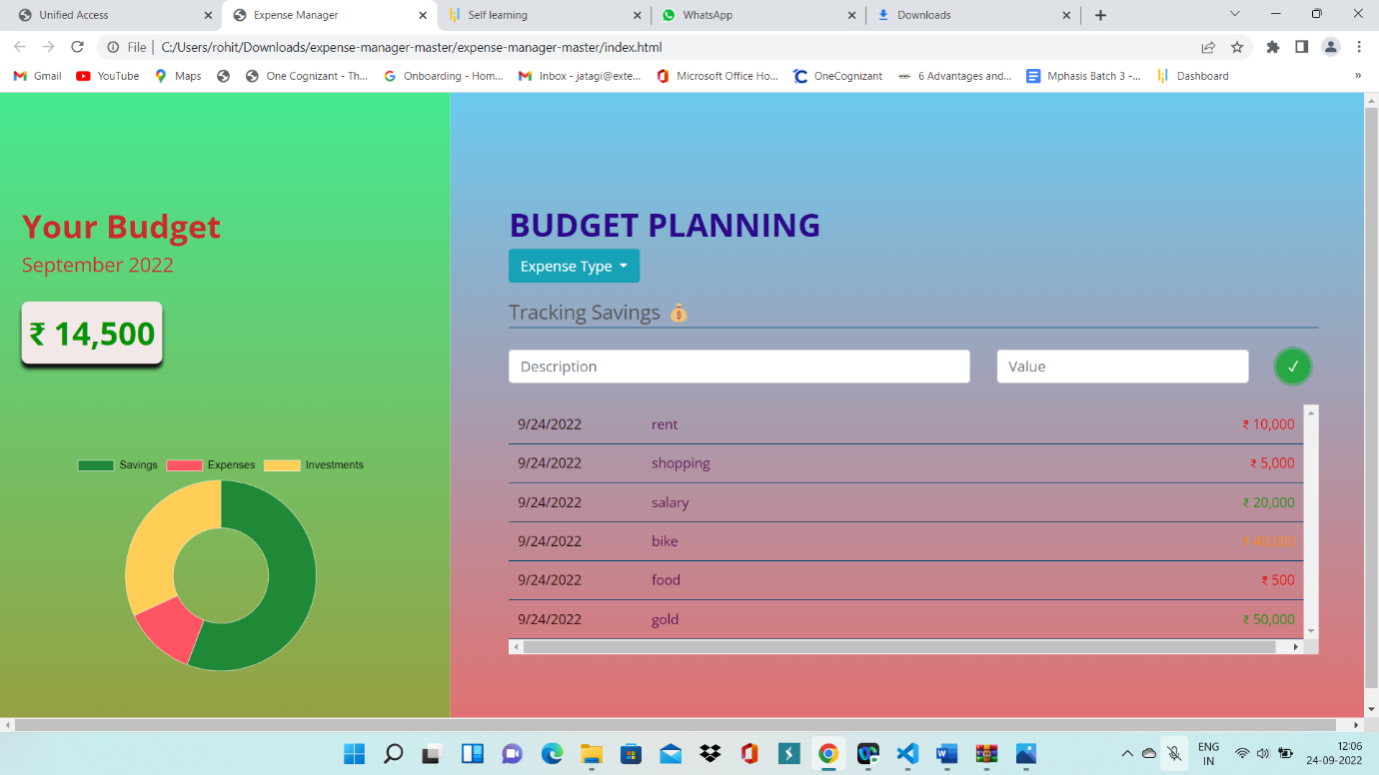 Unified Access
Expense Manager
Self learning
WhatsApp
Downloads
File
C:/Users/rohit/Downloads/expense-manager-master/expense-manager-master/index.html
Gmail
YouTube
Maps
One Cognizant - Th...
Onboarding - Hom...
Inbox - jatagi@exte...
Microsoft Office Ho...
OneCognizant
6 Advantages and...
Mphasis Batch 3 -...
Dashboard
»
Your Budget
September 2022
₹ 14,500
Savings
Expenses
Investments
BUDGET PLANNING
Expense Type
Tracking Savings
Description
Value
9/24/2022 rent ₹ 10,000
9/24/2022 shopping ₹ 5,000
9/24/2022 salary ₹ 20,000
9/24/2022 bike
9/24/2022 food ₹ 500
9/24/2022 gold ₹ 50,000
ENG
IN
12:06
24-09-2022